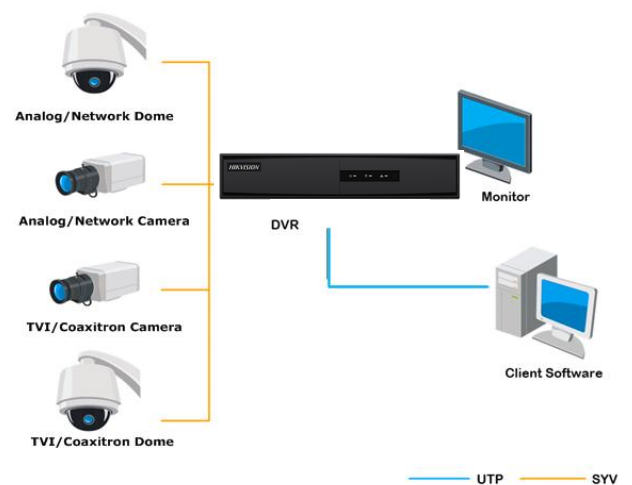 Analog/Network Dome
HIKVISION
Monitor
Analog/Network Camera
DVR
TVI/Coaxitron Camera
Client Software
TVI/Coaxitron Dome
UTP
SYV